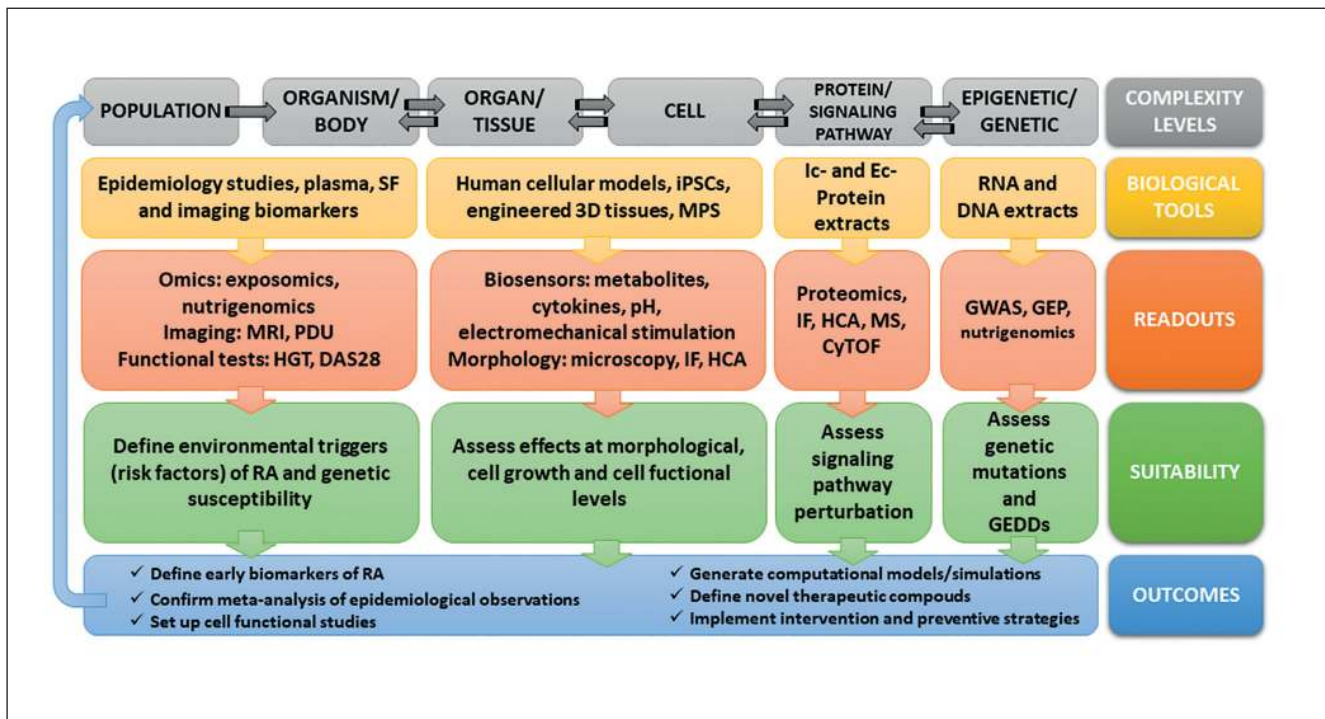 POPULATION
ORGANISM/
BODY
ORGAN/
TISSUE
CELL
PROTEIN/
SIGNALING
PATHWAY
EPIGENETIC/
GENETIC
COMPLEXITY
LEVELS
Epidemiology studies, plasma, SF
and imaging biomarkers
Human cellular models, iPSCs,
engineered 3D tissues, MPS
Ic- and Ec-
Protein
extracts
RNA and
DNA extracts
BIOLOGICAL
TOOLS
Omics: exposomics,
nutrigenomics
Imaging: MRI, PDU
Functional tests: HGT, DAS28
Biosensors: metabolites,
cytokines, pH,
electromechanical stimulation
Morphology: microscopy, IF, HCA
Proteomics,
IF, HCA, MS,
CyTOF
GWAS, GEP,
nutrigenomics
READOUTS
Define environmental triggers
(risk factors) of RA and genetic
susceptibility
Assess effects at morphological,
cell growth and cell fuctional
levels
Assess
signaling
pathway
perturbation
Assess
genetic
mutations
and
GEDDs
SUITABILITY
✓ Define early biomarkers of RA
✓ Confirm meta-analysis of epidemiological observations
✓ Set up cell functional studies
✓ Generate computational models/simulations
✓ Define novel therapeutic compouds
✓ Implement intervention and preventive strategies
OUTCOMES